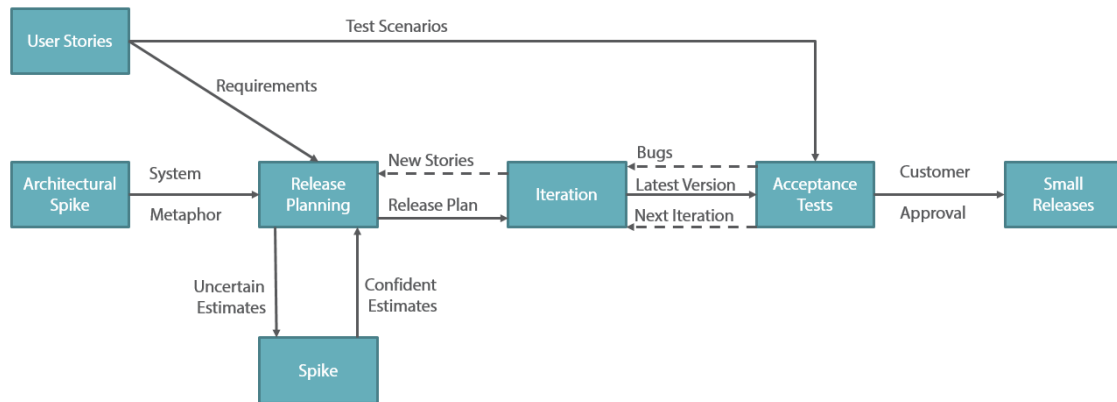 Test Scenarios
User Stories
Requirements
New Stories
Bugs
Architectural
Spike
System
Metaphor
Release
Planning
Release Plan
Iteration
Latest Version
Next Iteration
Acceptance
Tests
Customer
Approval
Small
Releases
Uncertain
Estimates
Confident
Estimates
Spike